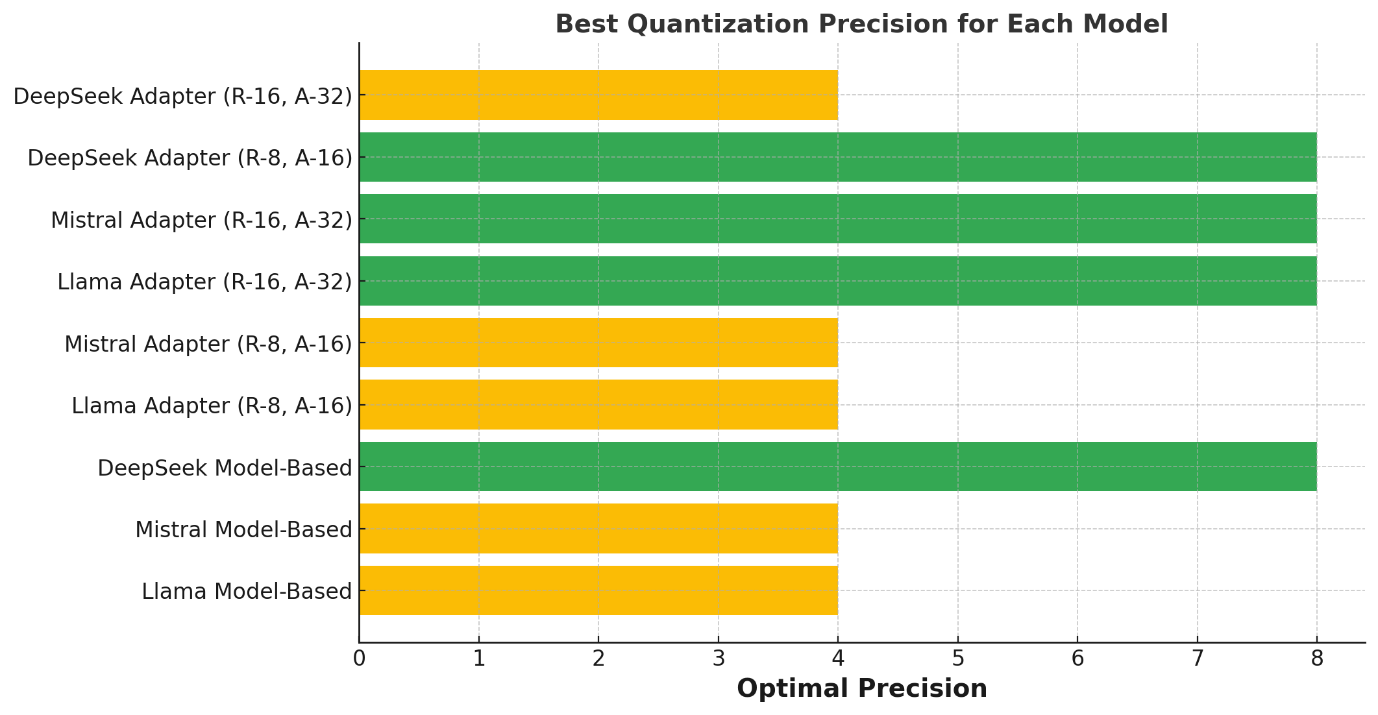 Best Quantization Precision for Each Model
DeepSeek Adapter (R-16, A-32)
DeepSeek Adapter (R-8, A-16)
Mistral Adapter (R-16, A-32)
Llama Adapter (R-16, A-32)
Mistral Adapter (R-8, A-16)
Llama Adapter (R-8, A-16)
DeepSeek Model-Based
Mistral Model-Based
Llama Model-Based
0 1 2 3 4 5 6 7 8
Optimal Precision